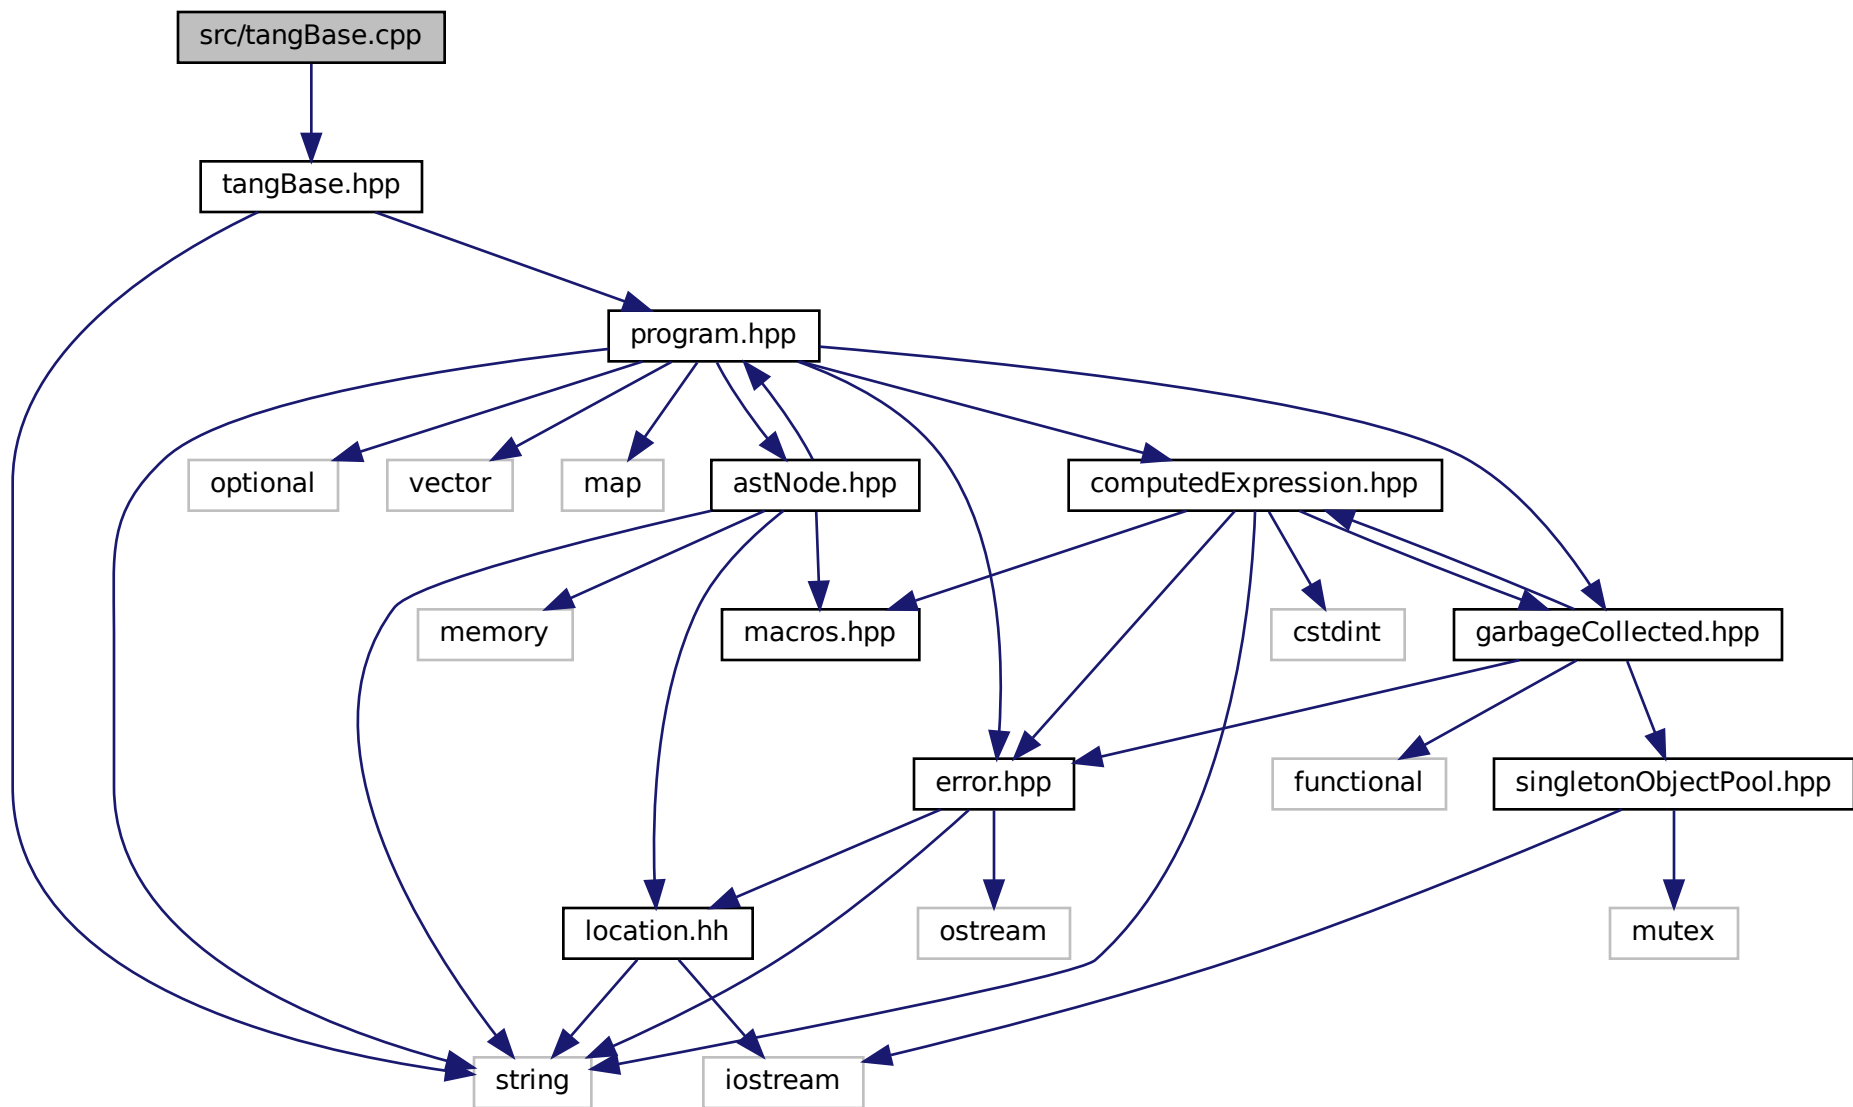 src/tangBase.cpp
tangBase.hpp
program.hpp
optional
vector
map
astNode.hpp
computedExpression.hpp
memory
macros.hpp
cstdint
garbageCollected.hpp
error.hpp
functional
singletonObjectPool.hpp
location.hh
ostream
mutex
string
iostream